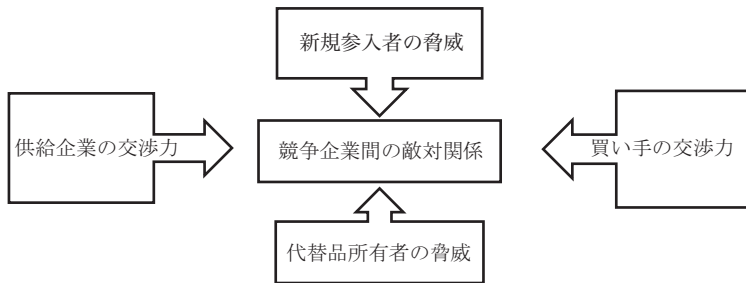 新規参入者の脅威
供給企業の交渉力
競争企業間の敵対関係
買い手の交渉力
代替品所有者の脅威